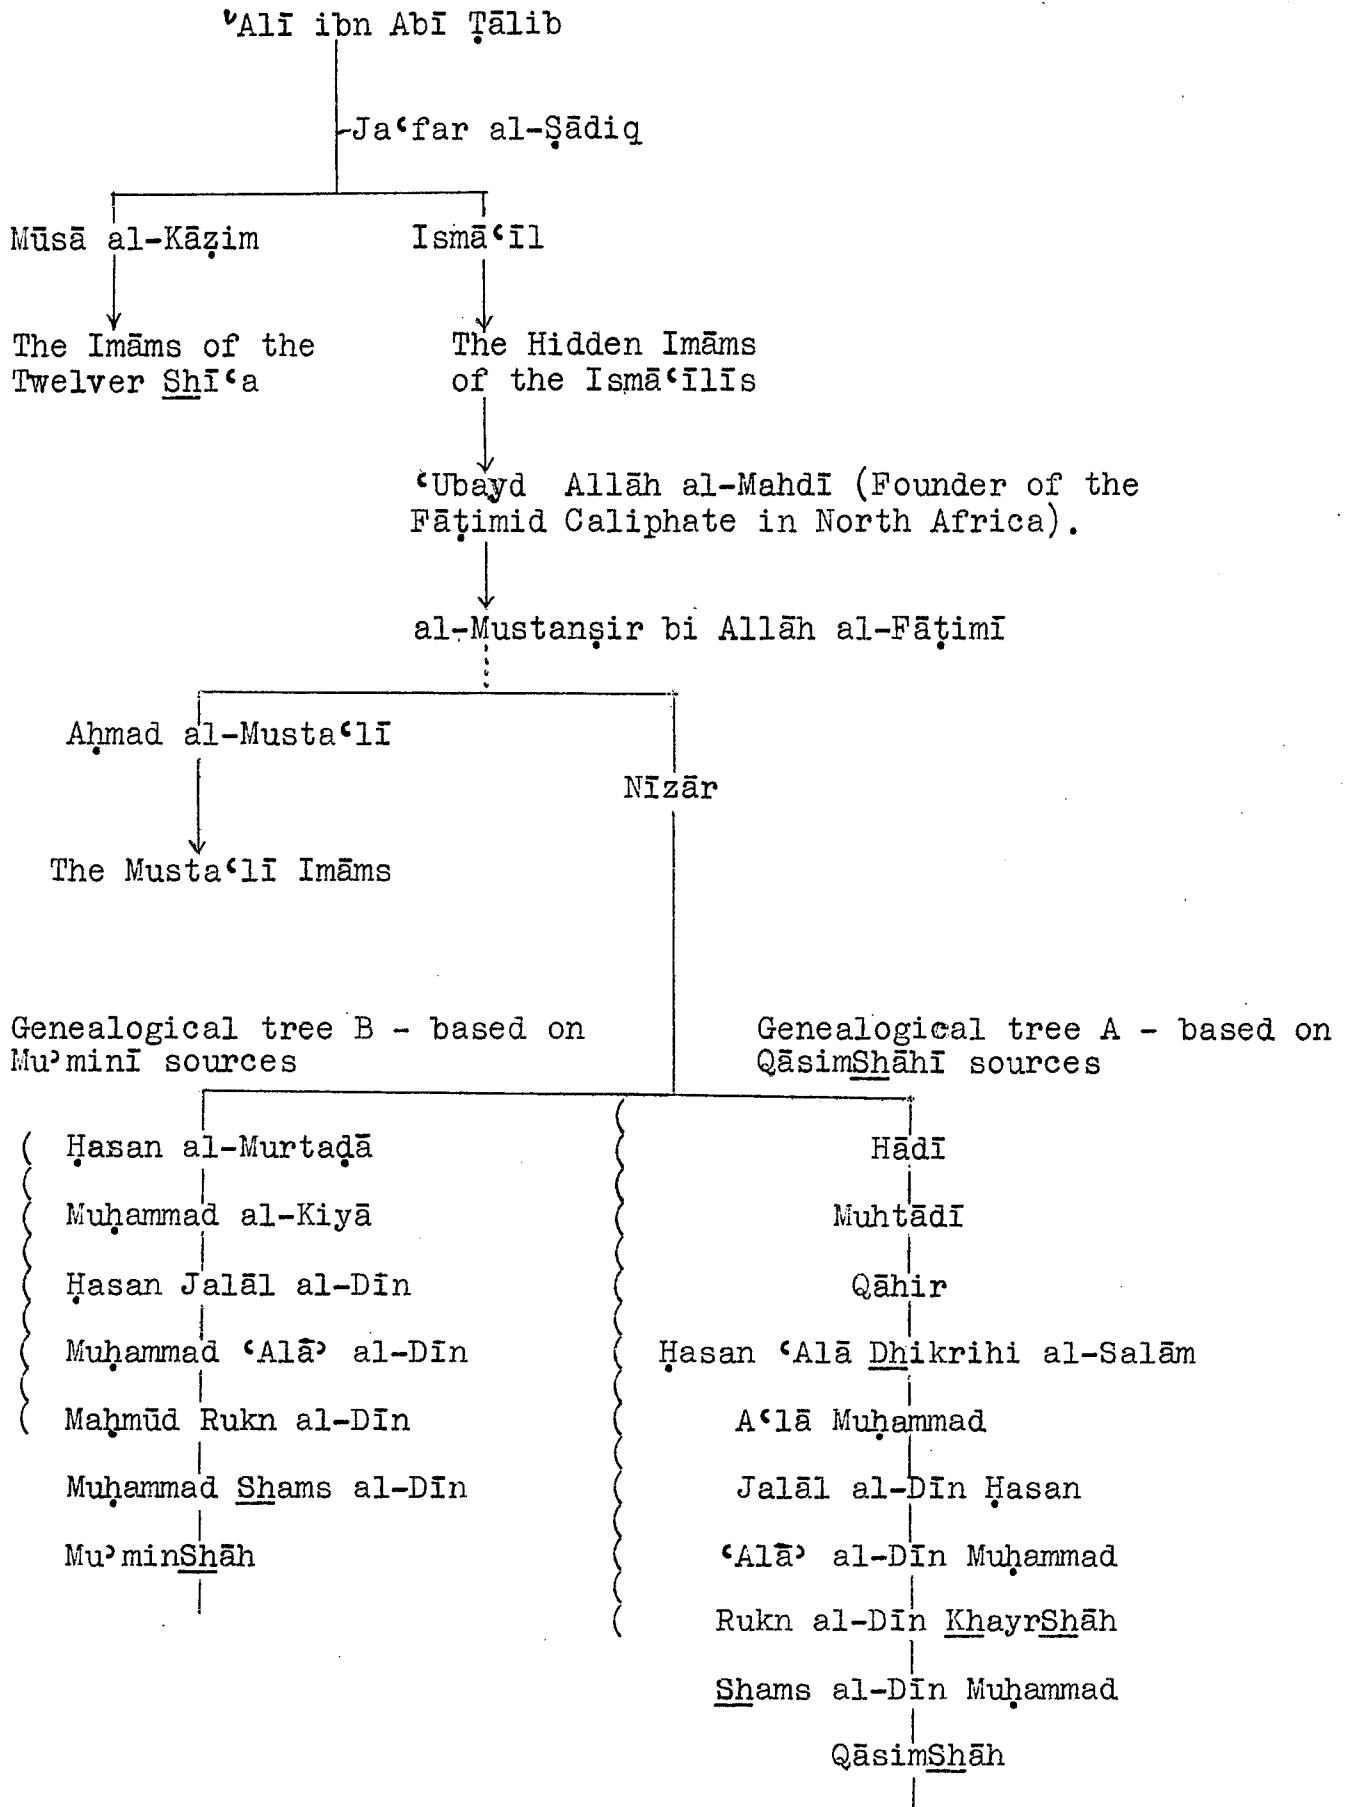 ʿAlī ibn Abī Ṭālib
Jaʿfar al-Ṣādiq
Mūsā al-Kāẓim
Ismāʿīl
The Imāms of the
Twelver Shīʿa
The Hidden Imāms
of the Ismāʿīlīs
ʿUbayd Allāh al-Mahdī (Founder of the
Fāṭimid Caliphate in North Africa).
al-Mustanṣir bi Allāh al-Fāṭimī
Aḥmad al-Mustaʿlī
Nīzār
The Mustaʿlī Imāms
Genealogical tree B - based on
Muʾminī sources
Ḥasan al-Murtaḍā
Muḥammad al-Kiyā
Ḥasan Jalāl al-Dīn
Muḥammad ʿAlāʾ al-Dīn
Maḥmūd Rukn al-Dīn
Muḥammad Shams al-Dīn
MuʾminShāh
Genealogical tree A - based on
QāsimShāhī sources
Hādī
Muhtādī
Qāhir
Ḥasan ʿAlā Dhikrihi al-Salām
Aʿlā Muḥammad
Jalāl al-Dīn Ḥasan
ʿAlāʾ al-Dīn Muḥammad
Rukn al-Dīn KhayrShāh
Shams al-Dīn Muḥammad
QāsimShāh